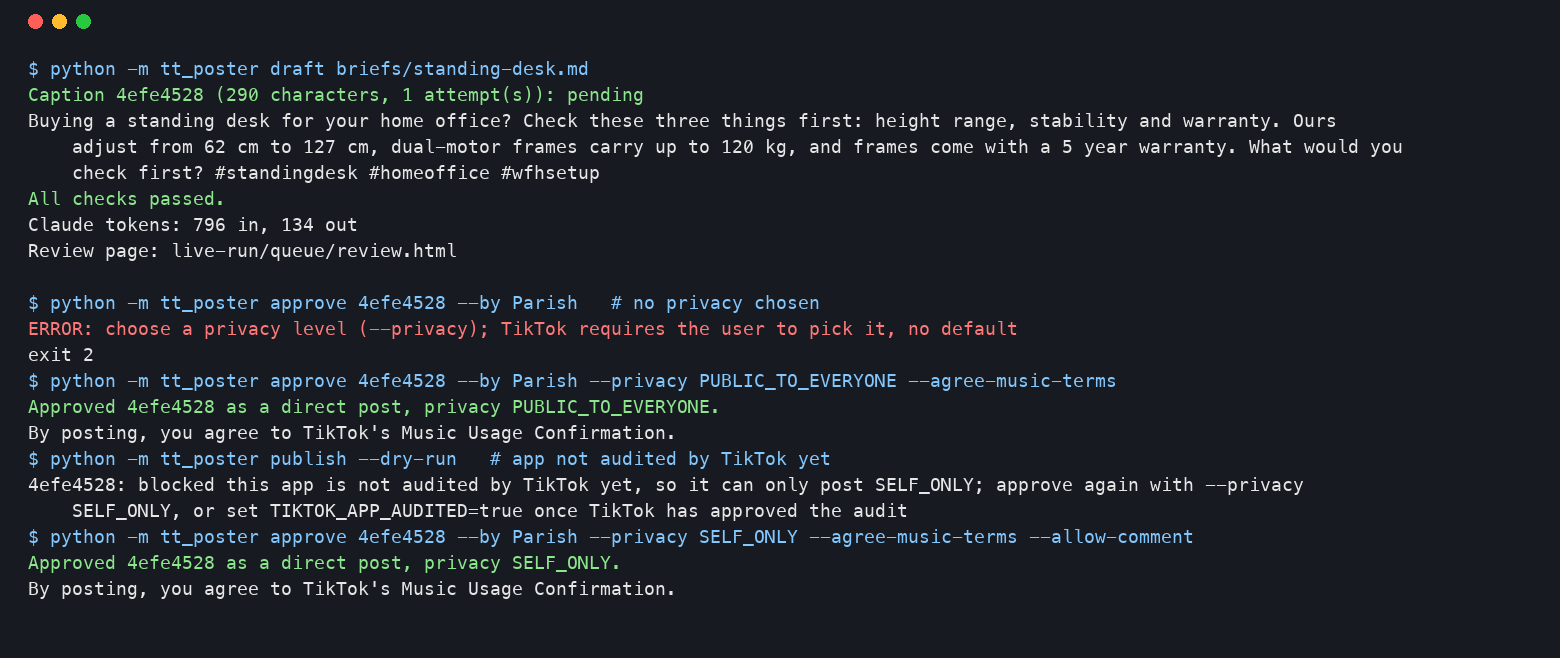 $ python -m tt_poster draft briefs/standing-desk.md
Caption 4efe4528 (290 characters, 1 attempt(s)): pending
Buying a standing desk for your home office? Check these three things first: height range, stability and warranty. Ours
adjust from 62 cm to 127 cm, dual-motor frames carry up to 120 kg, and frames come with a 5 year warranty. What would you
check first? #standingdesk #homeoffice #wfhsetup
All checks passed.
Claude tokens: 796 in, 134 out
Review page: live-run/queue/review.html
$ python -m tt_poster approve 4efe4528 --by Parish   # no privacy chosen
ERROR: choose a privacy level (--privacy); TikTok requires the user to pick it, no default
exit 2
$ python -m tt_poster approve 4efe4528 --by Parish --privacy PUBLIC_TO_EVERYONE --agree-music-terms
Approved 4efe4528 as a direct post, privacy PUBLIC_TO_EVERYONE.
By posting, you agree to TikTok's Music Usage Confirmation.
$ python -m tt_poster publish --dry-run   # app not audited by TikTok yet
4efe4528: blocked this app is not audited by TikTok yet, so it can only post SELF_ONLY; approve again with --privacy
SELF_ONLY, or set TIKTOK_APP_AUDITED=true once TikTok has approved the audit
$ python -m tt_poster approve 4efe4528 --by Parish --privacy SELF_ONLY --agree-music-terms --allow-comment
Approved 4efe4528 as a direct post, privacy SELF_ONLY.
By posting, you agree to TikTok's Music Usage Confirmation.